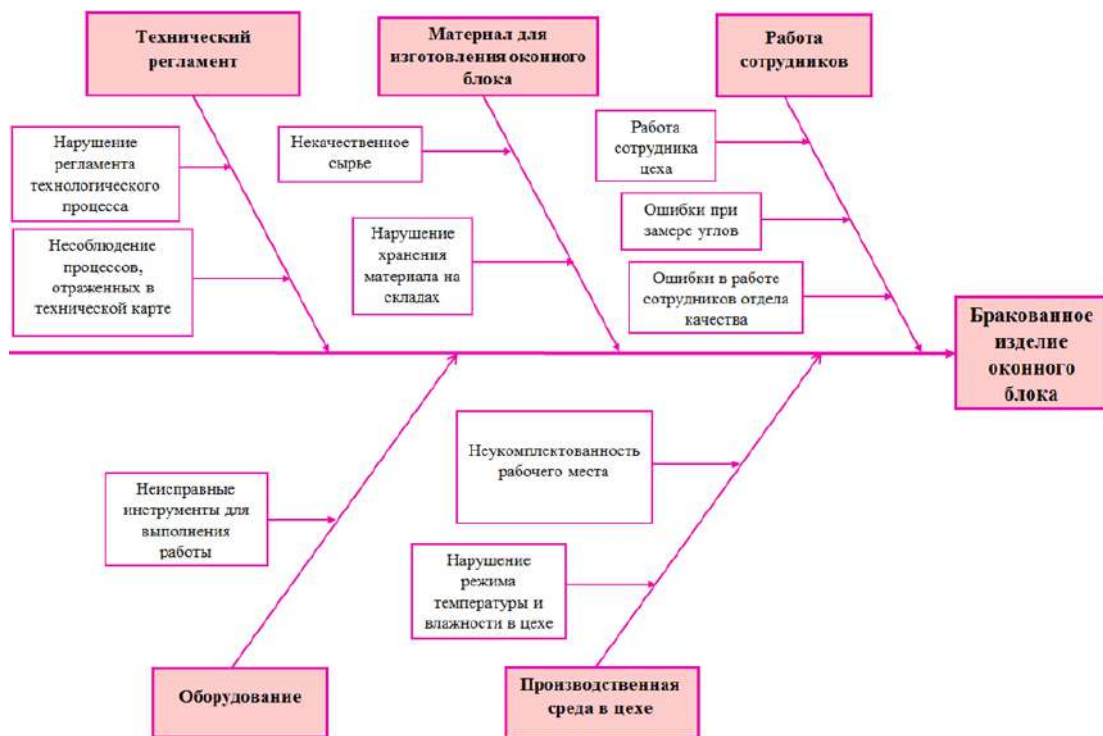 Технический
регламент
Материал для
изготовления оконного
блока
Работа
сотрудников
Нарушение
регламента
технологического
процесса
Несоблюдение
процессов,
отраженных в
технической карте
Некачественное
сырье
Нарушение
хранения
материала на
складах
Работа
сотрудника
цеха
Ошибки при
замере углов
Ошибки в работе
сотрудников отдела
качества
Бракованное
изделие
оконного
блока
Неисправные
инструменты для
выполнения
работы
Неукомплектованность
рабочего места
Нарушение
режима
температуры и
влажности в цехе
Оборудование
Производственная
среда в цехе